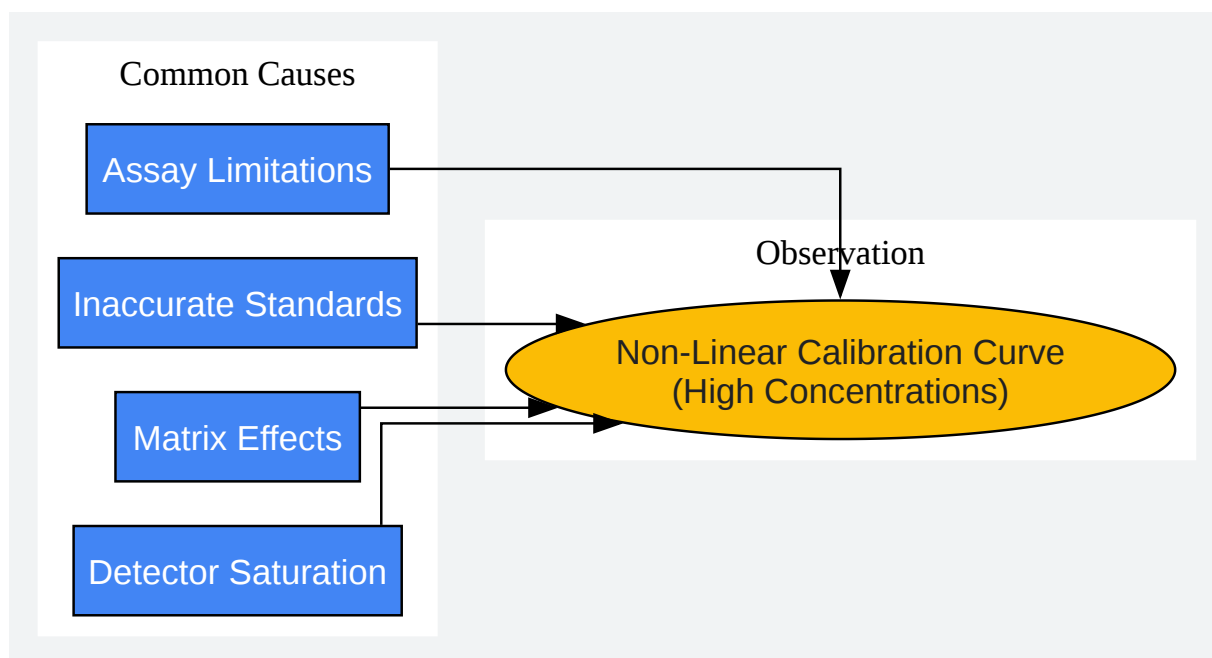 Common Causes
Assay Limitations
Inaccurate Standards
Matrix Effects
Detector Saturation
Observation
Non-Linear Calibration Curve
(High Concentrations)